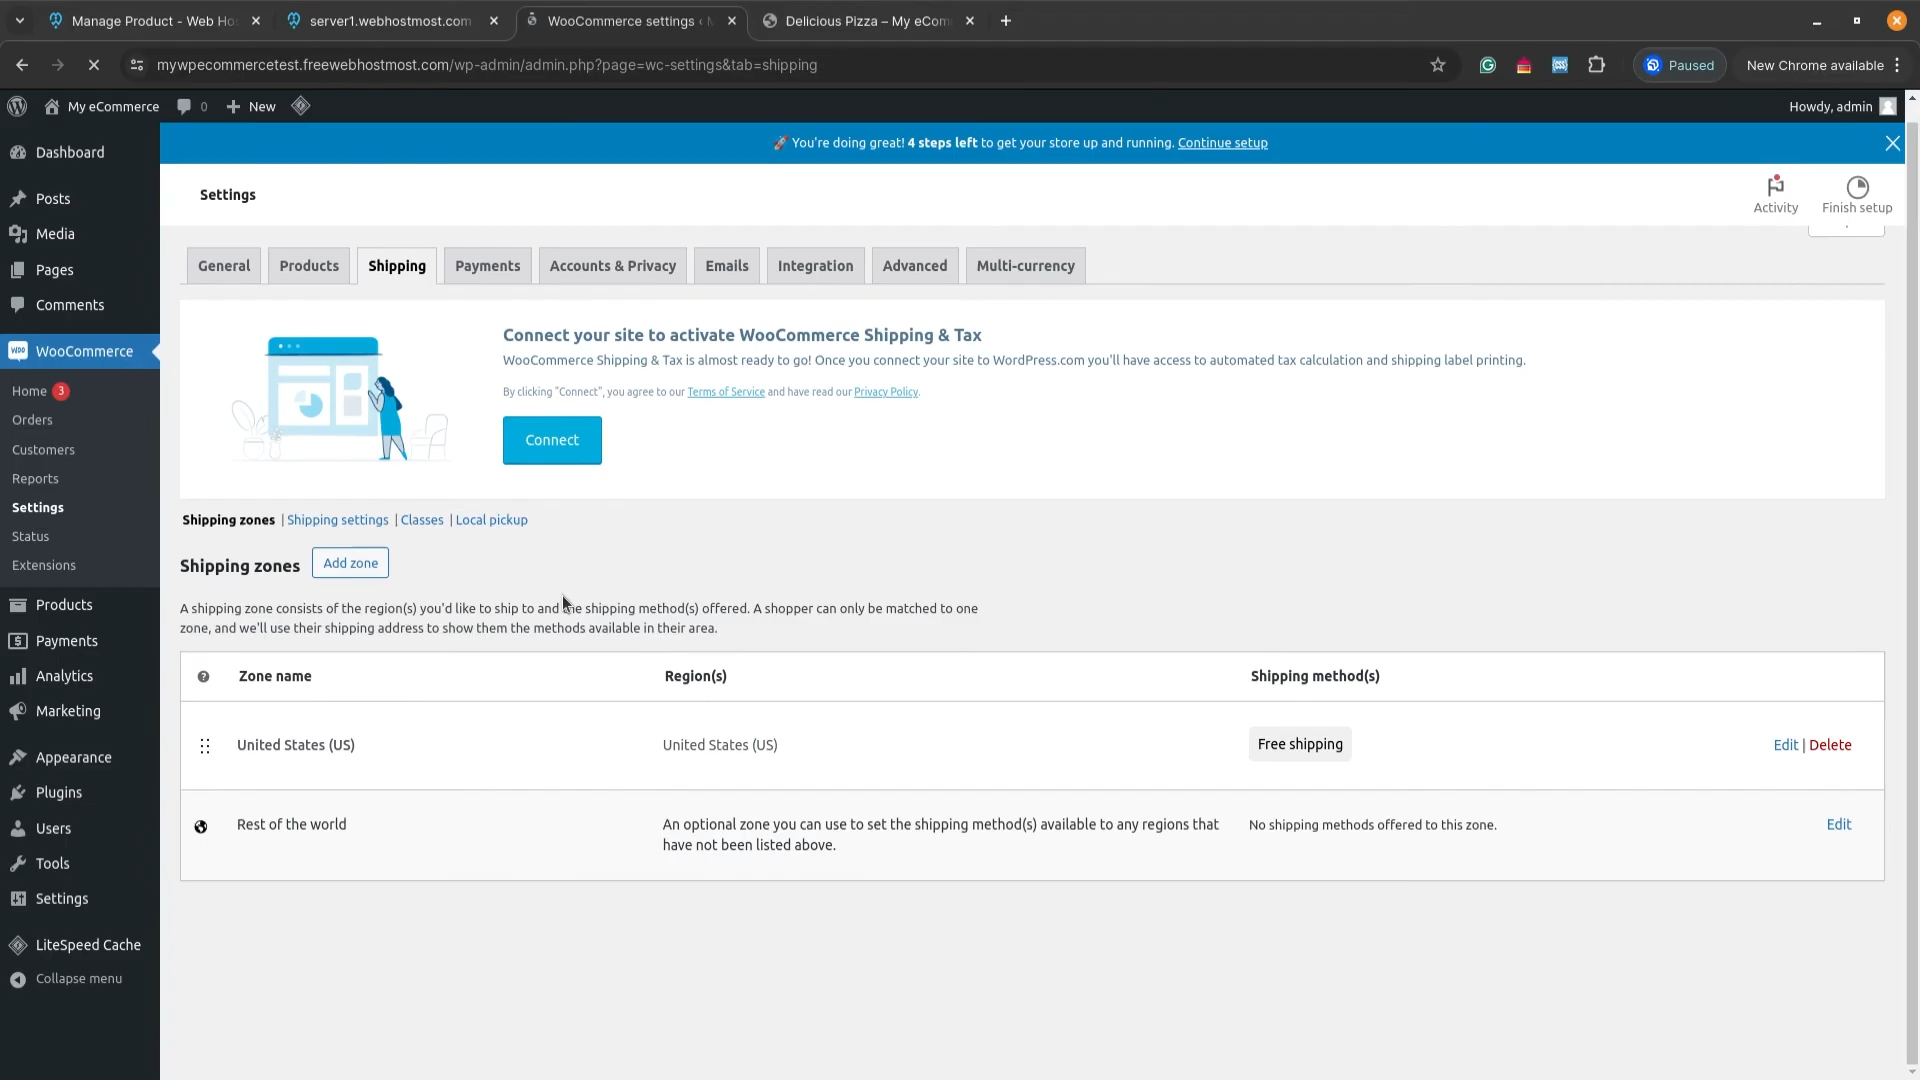 Manage Product - Web Ho
server1.webhostmost.com
WooCommerce settings ‹ M
Delicious Pizza – My eCom
mywpecommercetest.freewebhostmost.com/wp-admin/admin.php?page=wc-settings&tab=shipping
Paused
New Chrome available
My eCommerce
0
New
Howdy, admin
🚀 You're doing great! 4 steps left to get your store up and running. Continue setup
Settings
Activity
Finish setup
Dashboard
Posts
Media
Pages
Comments
WooCommerce
Home 3
Orders
Customers
Reports
Settings
Status
Extensions
Products
Payments
Analytics
Marketing
Appearance
Plugins
Users
Tools
Settings
LiteSpeed Cache
Collapse menu
General
Products
Shipping
Payments
Accounts & Privacy
Emails
Integration
Advanced
Multi-currency
Connect your site to activate WooCommerce Shipping & Tax
WooCommerce Shipping & Tax is almost ready to go! Once you connect your site to WordPress.com you'll have access to automated tax calculation and shipping label printing.
By clicking "Connect", you agree to our Terms of Service and have read our Privacy Policy.
Connect
Shipping zones | Shipping settings | Classes | Local pickup
Shipping zones
Add zone
A shipping zone consists of the region(s) you'd like to ship to and the shipping method(s) offered. A shopper can only be matched to one
zone, and we'll use their shipping address to show them the methods available in their area.
Zone name
Region(s)
Shipping method(s)
United States (US)
United States (US)
Free shipping
Edit | Delete
Rest of the world
An optional zone you can use to set the shipping method(s) available to any regions that
have not been listed above.
No shipping methods offered to this zone.
Edit